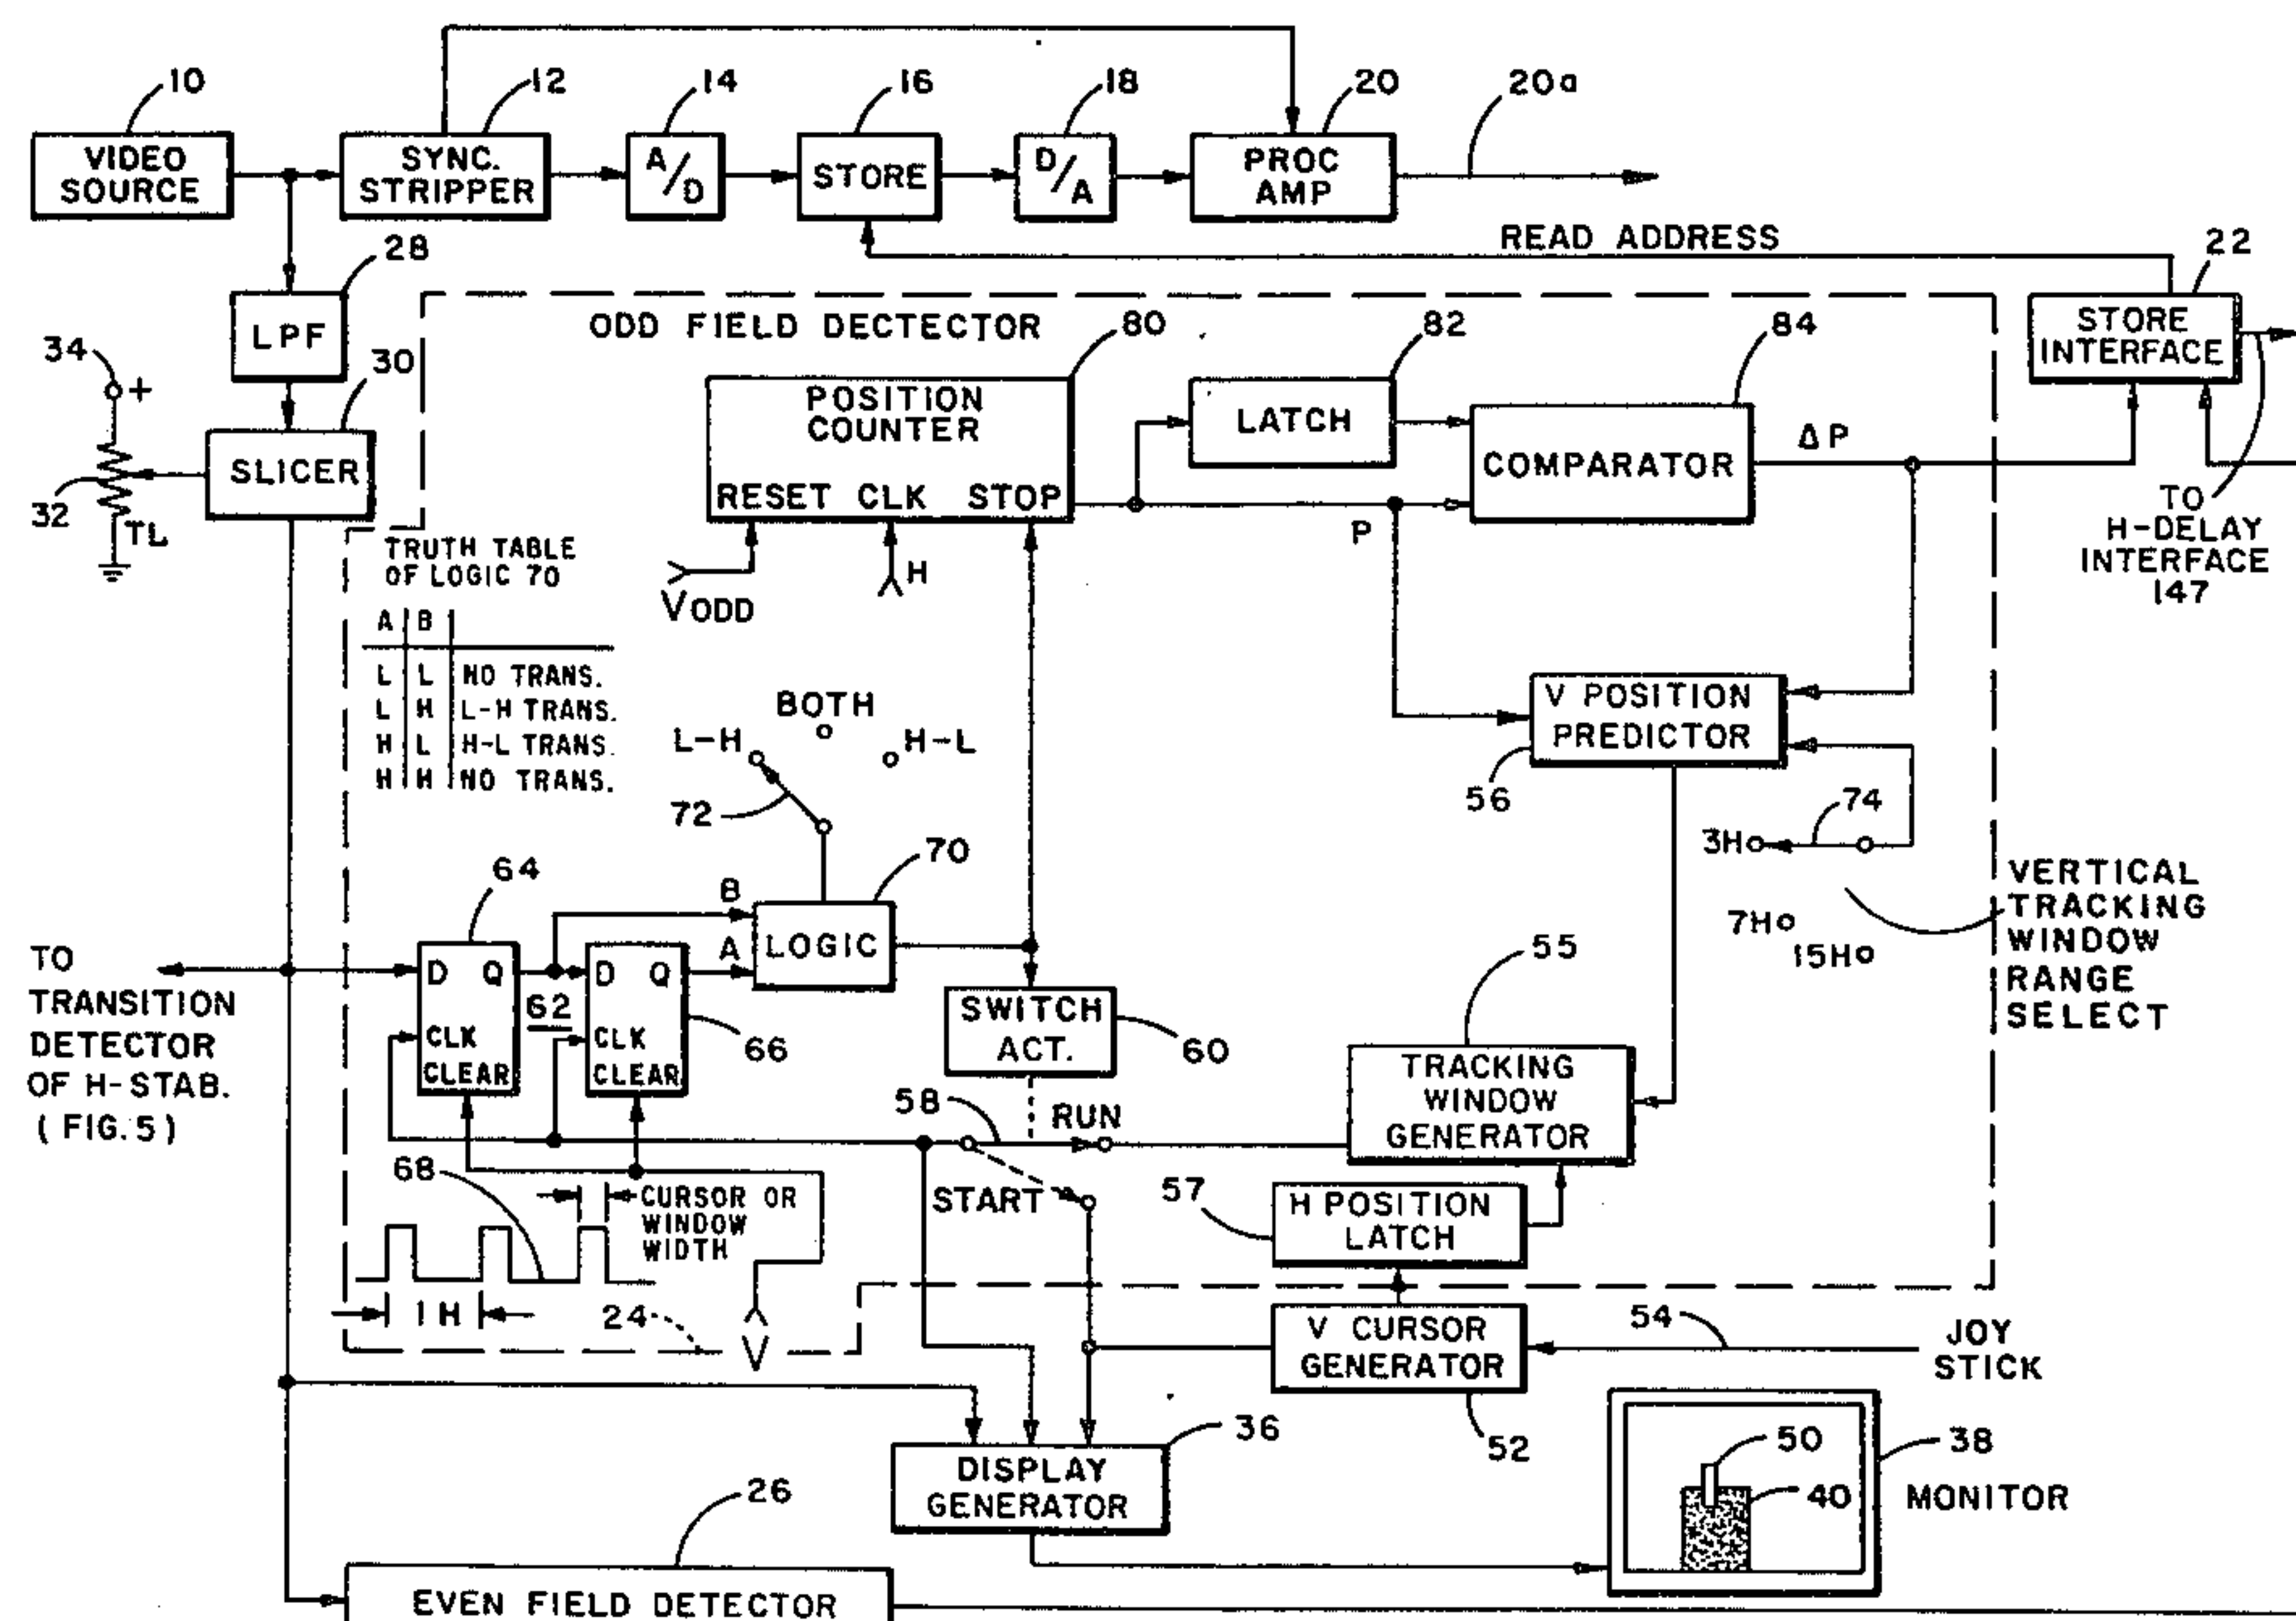 10
12
14
16
18
20
20a
VIDEO
SOURCE
SYNC.
STRIPPER
A/D
STORE
D/A
PROC
AMP
READ ADDRESS
22
28
LPF
ODD FIELD DECTECTOR
80
82
84
STORE
INTERFACE
34
+
30
POSITION
COUNTER
LATCH
COMPARATOR
ΔP
SLICER
RESET CLK STOP
32
TL
P
TO
H-DELAY
INTERFACE
147
TRUTH TABLE
OF LOGIC 70
VODD
H
A B
L L NO TRANS.
L H L-H TRANS.
H L H-L TRANS.
H H NO TRANS.
BOTH
L-H
H-L
72
V POSITION
PREDICTOR
56
74
3H
7H
15H
VERTICAL
TRACKING
WINDOW
RANGE
SELECT
64
70
B
A
LOGIC
TO
TRANSITION
DETECTOR
OF H-STAB.
(FIG. 5)
D Q
CLK
CLEAR
62
D Q
CLK
CLEAR
66
SWITCH
ACT.
60
55
TRACKING
WINDOW
GENERATOR
58
RUN
START
68
CURSOR OR
WINDOW
WIDTH
57
H POSITION
LATCH
1H
24
V
V CURSOR
GENERATOR
54
JOY
STICK
52
36
DISPLAY
GENERATOR
50
40
38
MONITOR
26
EVEN FIELD DETECTOR